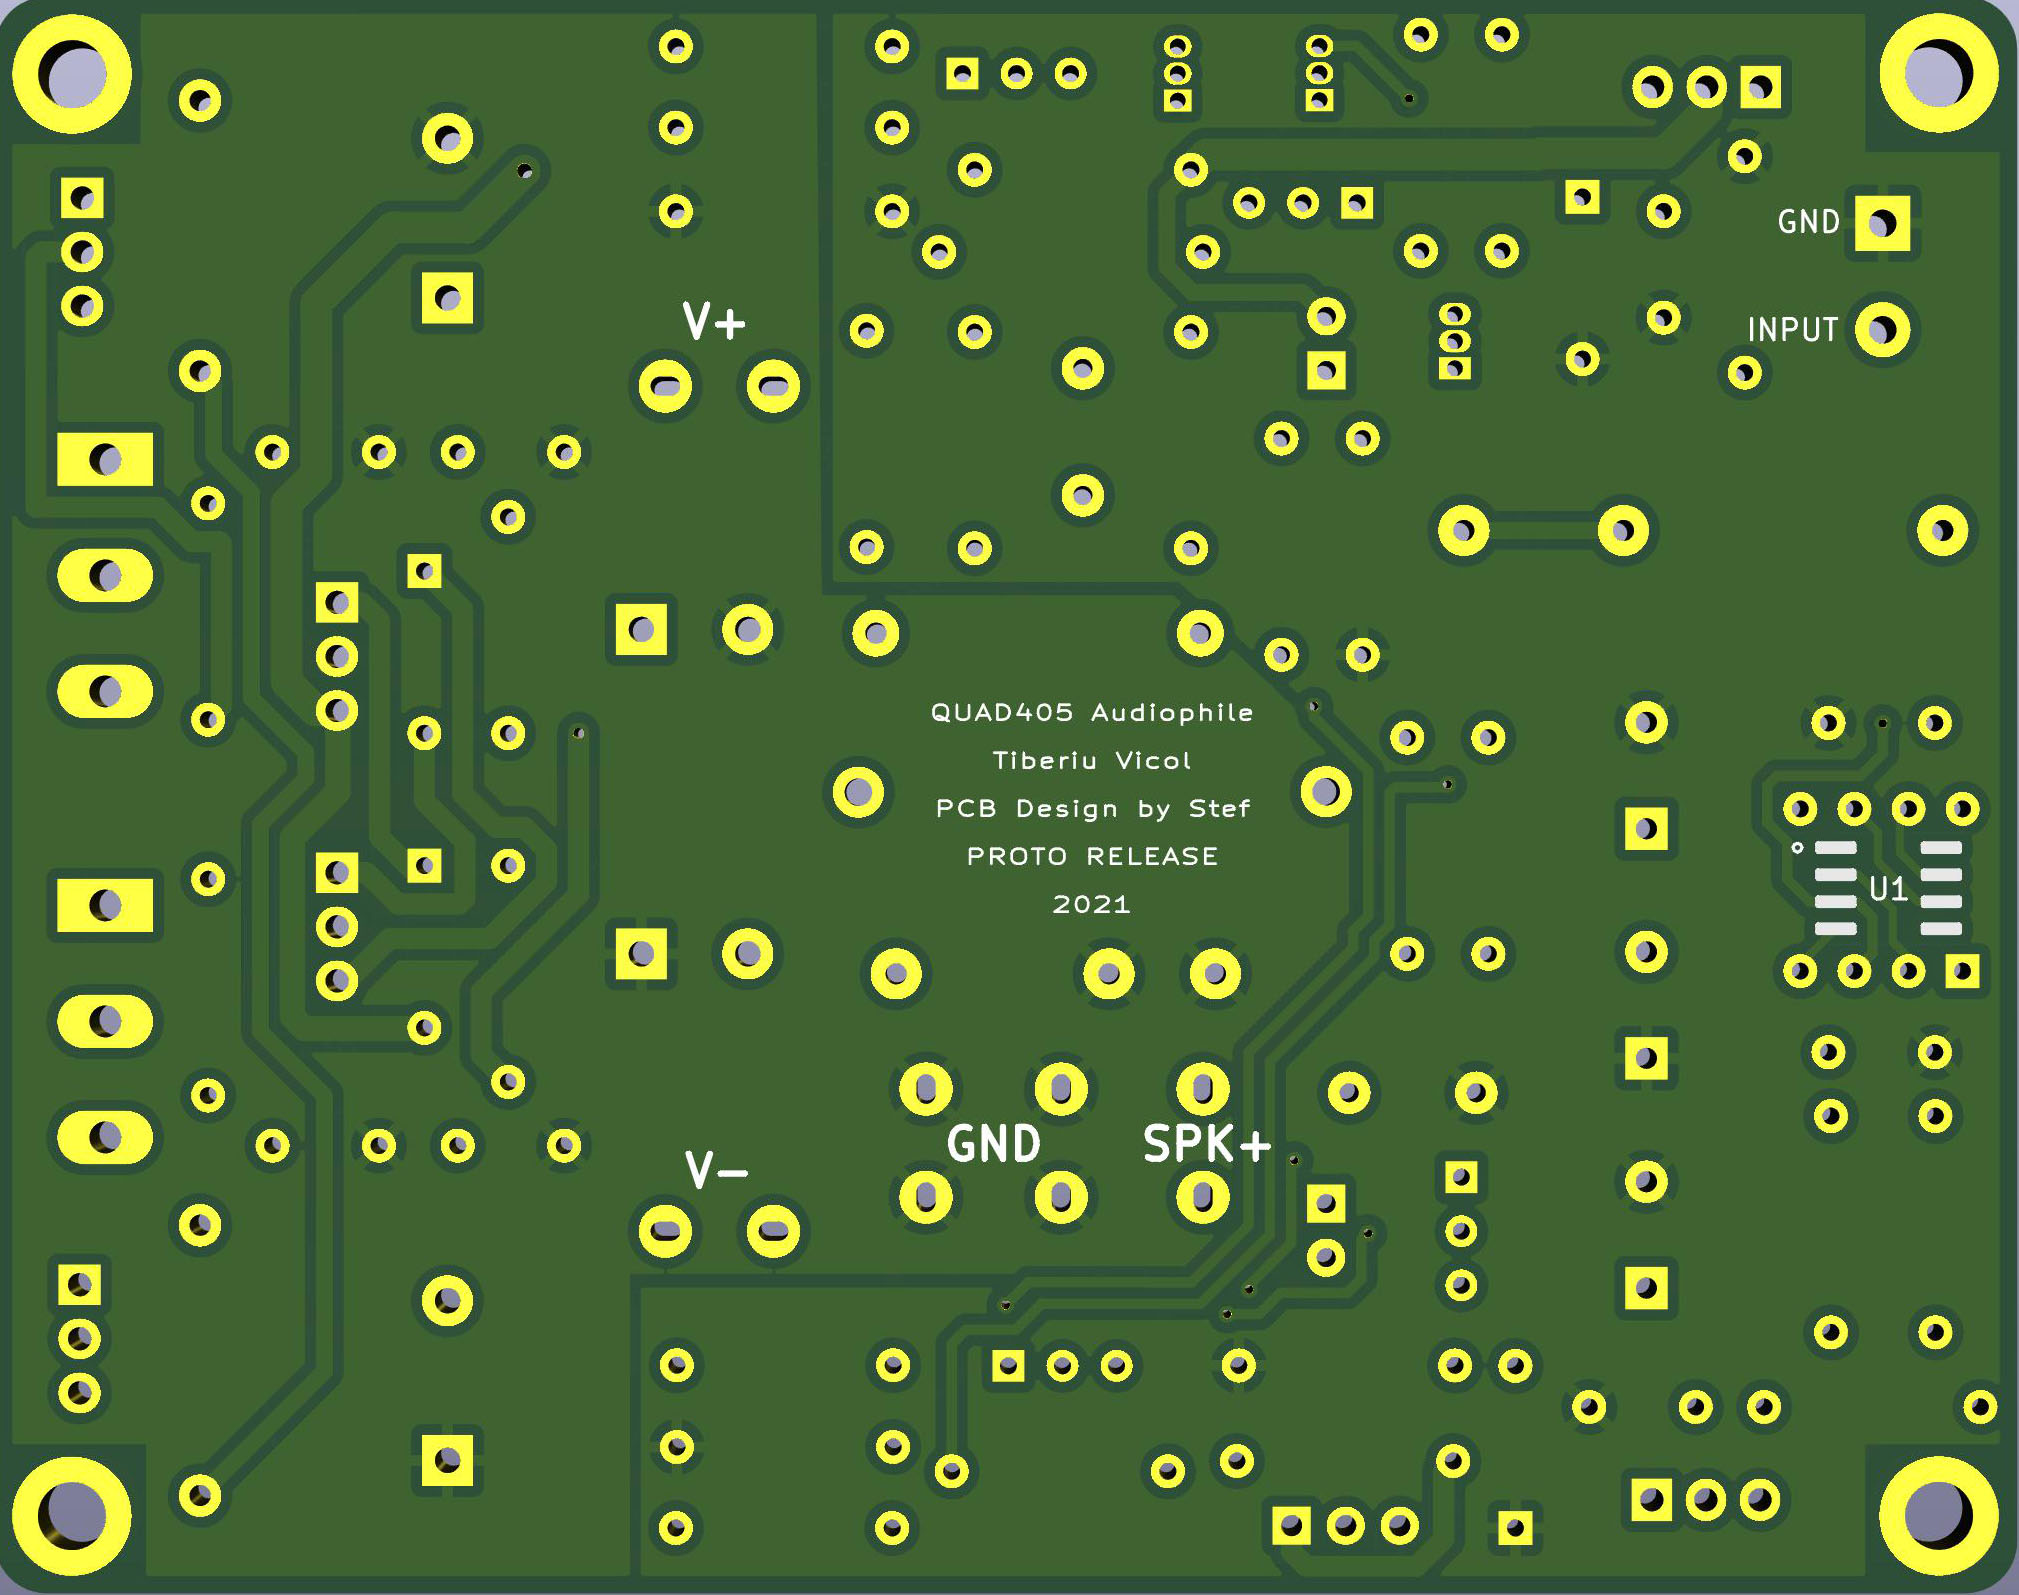 GND
INPUT
V+
QUAD405 Audiophile
Tiberiu Vicol
PCB Design by Stef
PROTO RELEASE
2021
U1
GND
SPK+
V-